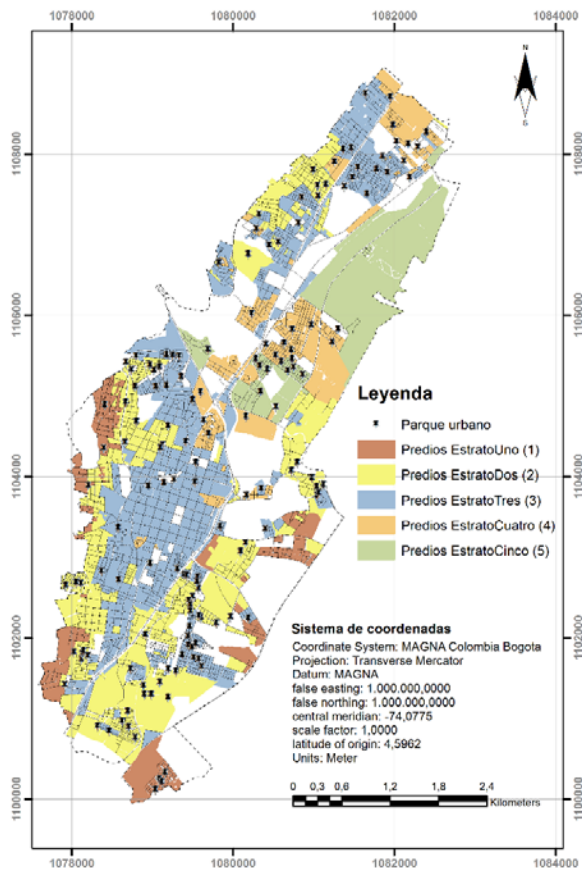 1078000 1080000 1082000 1084000
N
S
1108000 1108000
1106000 1106000
Leyenda
Parque urbano
Predios EstratoUno (1)
Predios EstratoDos (2)
Predios EstratoTres (3)
Predios EstratoCuatro (4)
Predios EstratoCinco (5)
1104000 1104000
Sistema de coordenadas
Coordinate System: MAGNA Colombia Bogota
Projection: Transverse Mercator
Datum: MAGNA
false easting: 1.000.000,0000
false northing: 1.000.000,0000
central meridian: -74,0775
scale factor: 1,0000
latitude of origin: 4,5962
Units: Meter
1102000 1102000
0 0,3 0,6 1,2 1,8 2,4
Kilometers
1100000 1100000
1078000 1080000 1082000 1084000